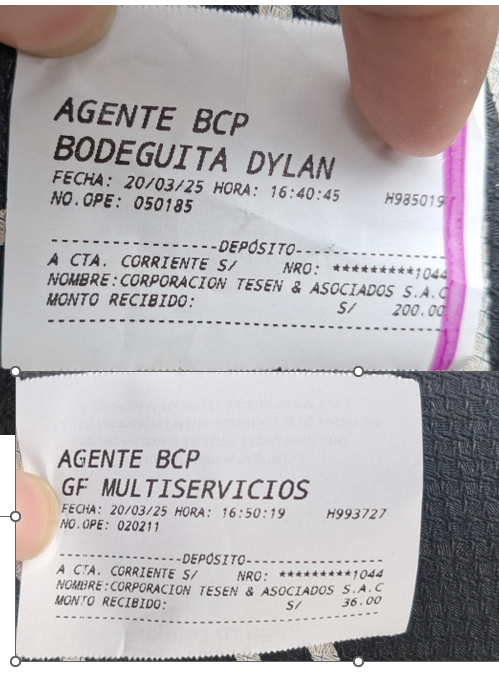 AGENTE BCP
BODEGUITA DYLAN
FECHA: 20/03/25 HORA: 16:40:45 H985019
NO.OPE: 050185
--------------------DEPÓSITO--------------------
A CTA. CORRIENTE S/ NRO: *********1044
NOMBRE:CORPORACION TESEN & ASOCIADOS S.A.C
MONTO RECIBIDO: S/ 200.00
AGENTE BCP
GF MULTISERVICIOS
FECHA: 20/03/25 HORA: 16:50:19 H993727
NO.OPE: 020211
--------------------DEPÓSITO--------------------
A CTA. CORRIENTE S/ NRO: *********1044
NOMBRE:CORPORACION TESEN & ASOCIADOS S.A.C
MONTO RECIBIDO: S/ 36.00